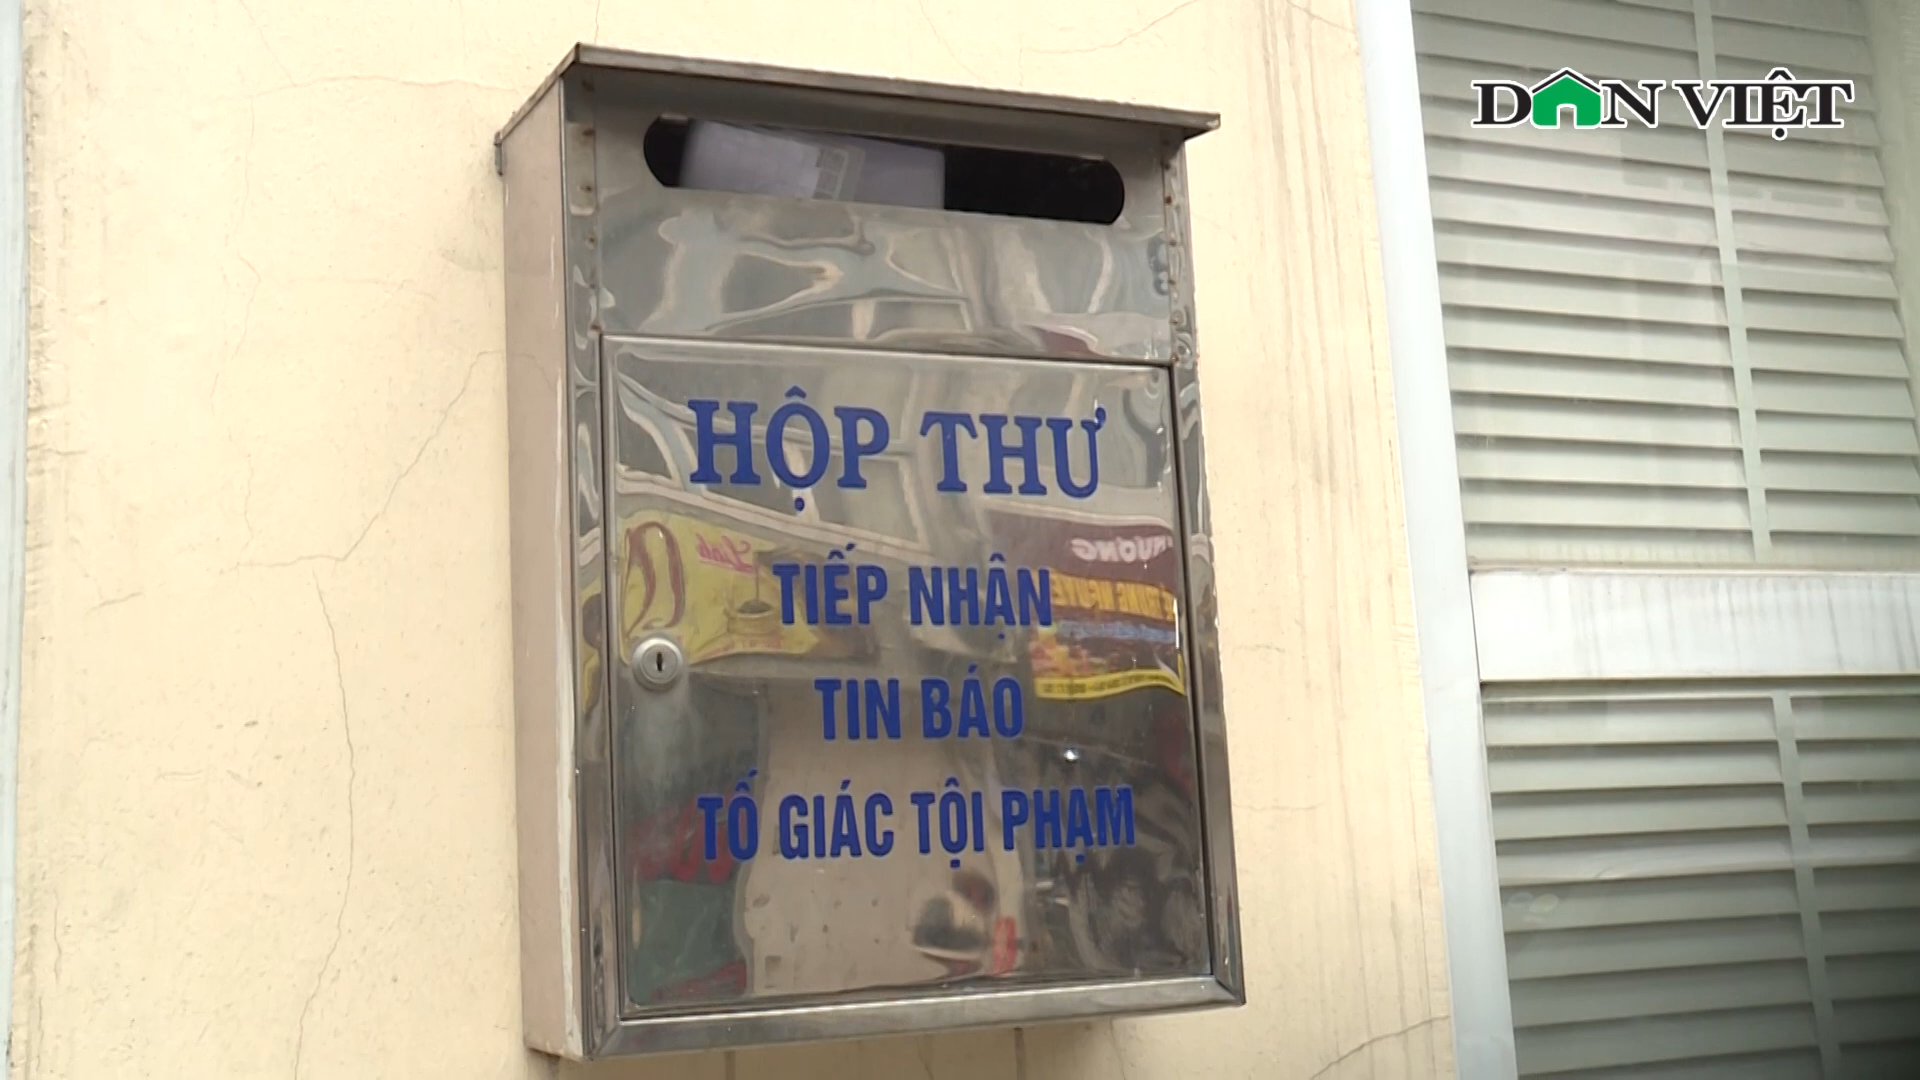 DÂN VIỆT
HỘP THƯ
TIẾP NHẬN
TIN BÁO
TỐ GIÁC TỘI PHẠM